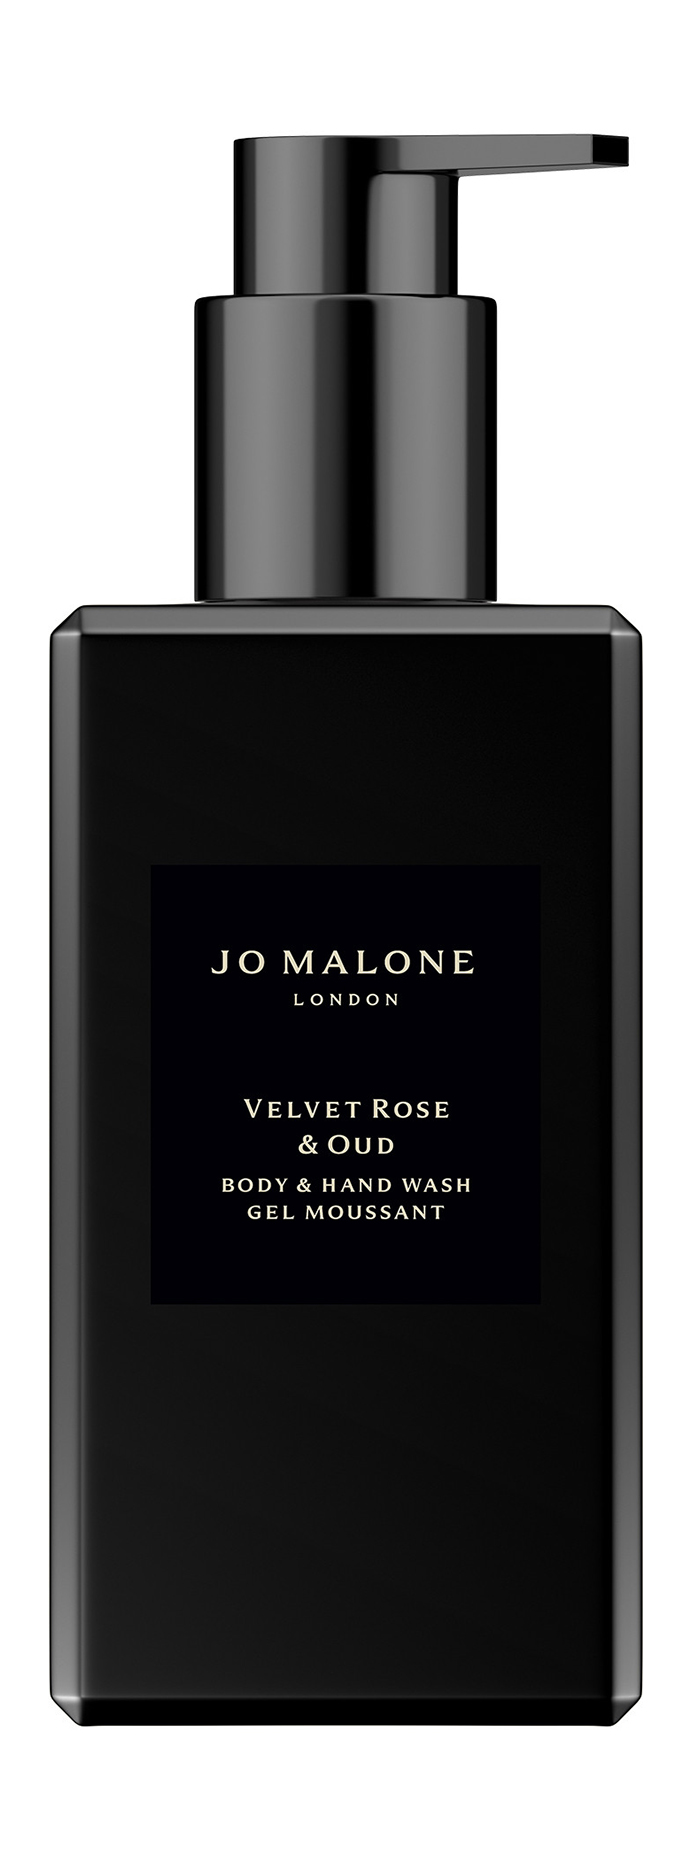 JO MALONE
LONDON
VELVET ROSE
& OUD
BODY & HAND WASH
GEL MOUSSANT